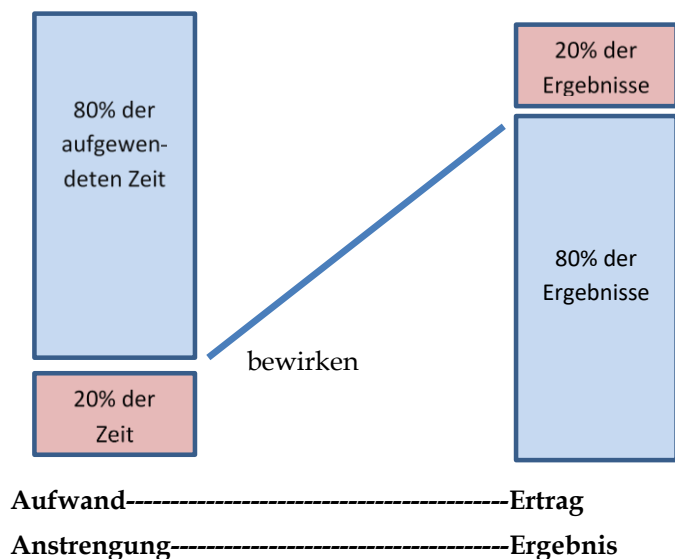 80% der
aufgewen-
deten Zeit
20% der
Zeit
bewirken
20% der
Ergebnisse
80% der
Ergebnisse
Aufwand-------------------------------------------Ertrag
Anstrengung--------------------------------------Ergebnis